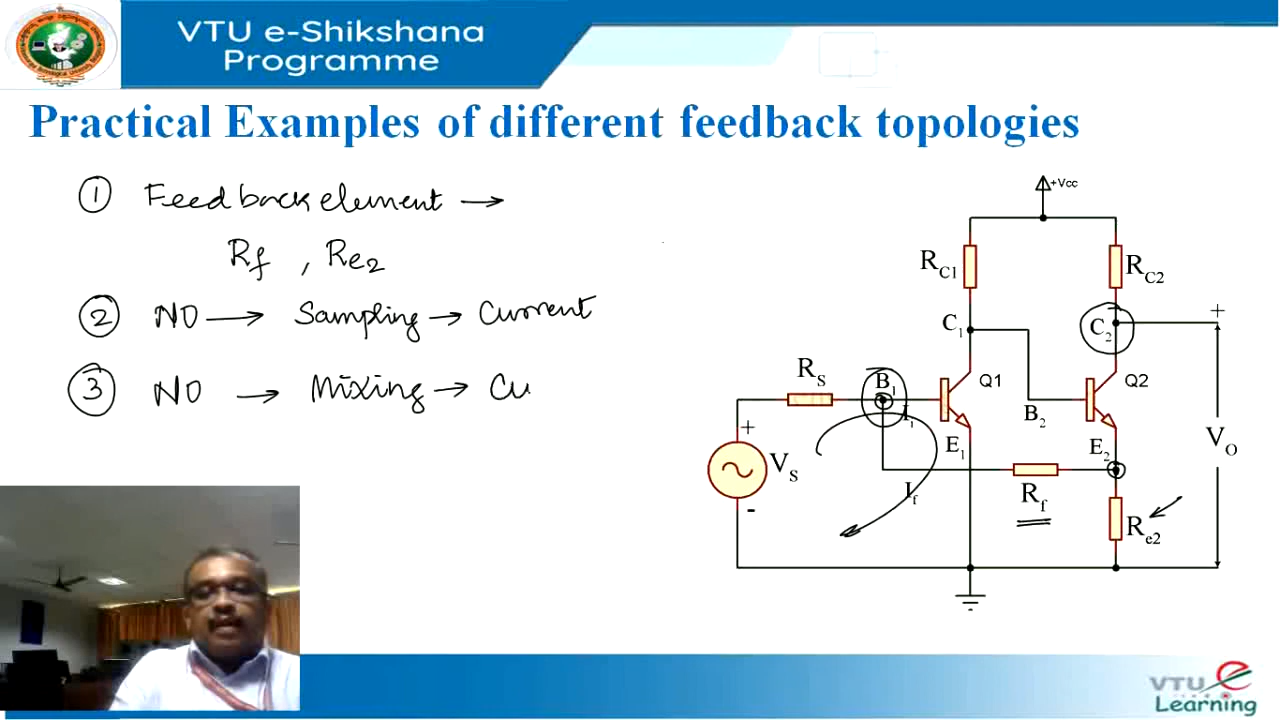 VTU e-Shikshana
Programme
Practical Examples of different feedback topologies
① Feedback element →
Rf , Re2
② NO → Sampling → Current
③ NO → Mixing → Cu
+Vcc
RC1
RC2
C1
C2
+
RS
B1
Q1
Q2
Ii
B2
+
E1
E2
VO
VS
If
Rf
-
Re2
VTU e
Learning